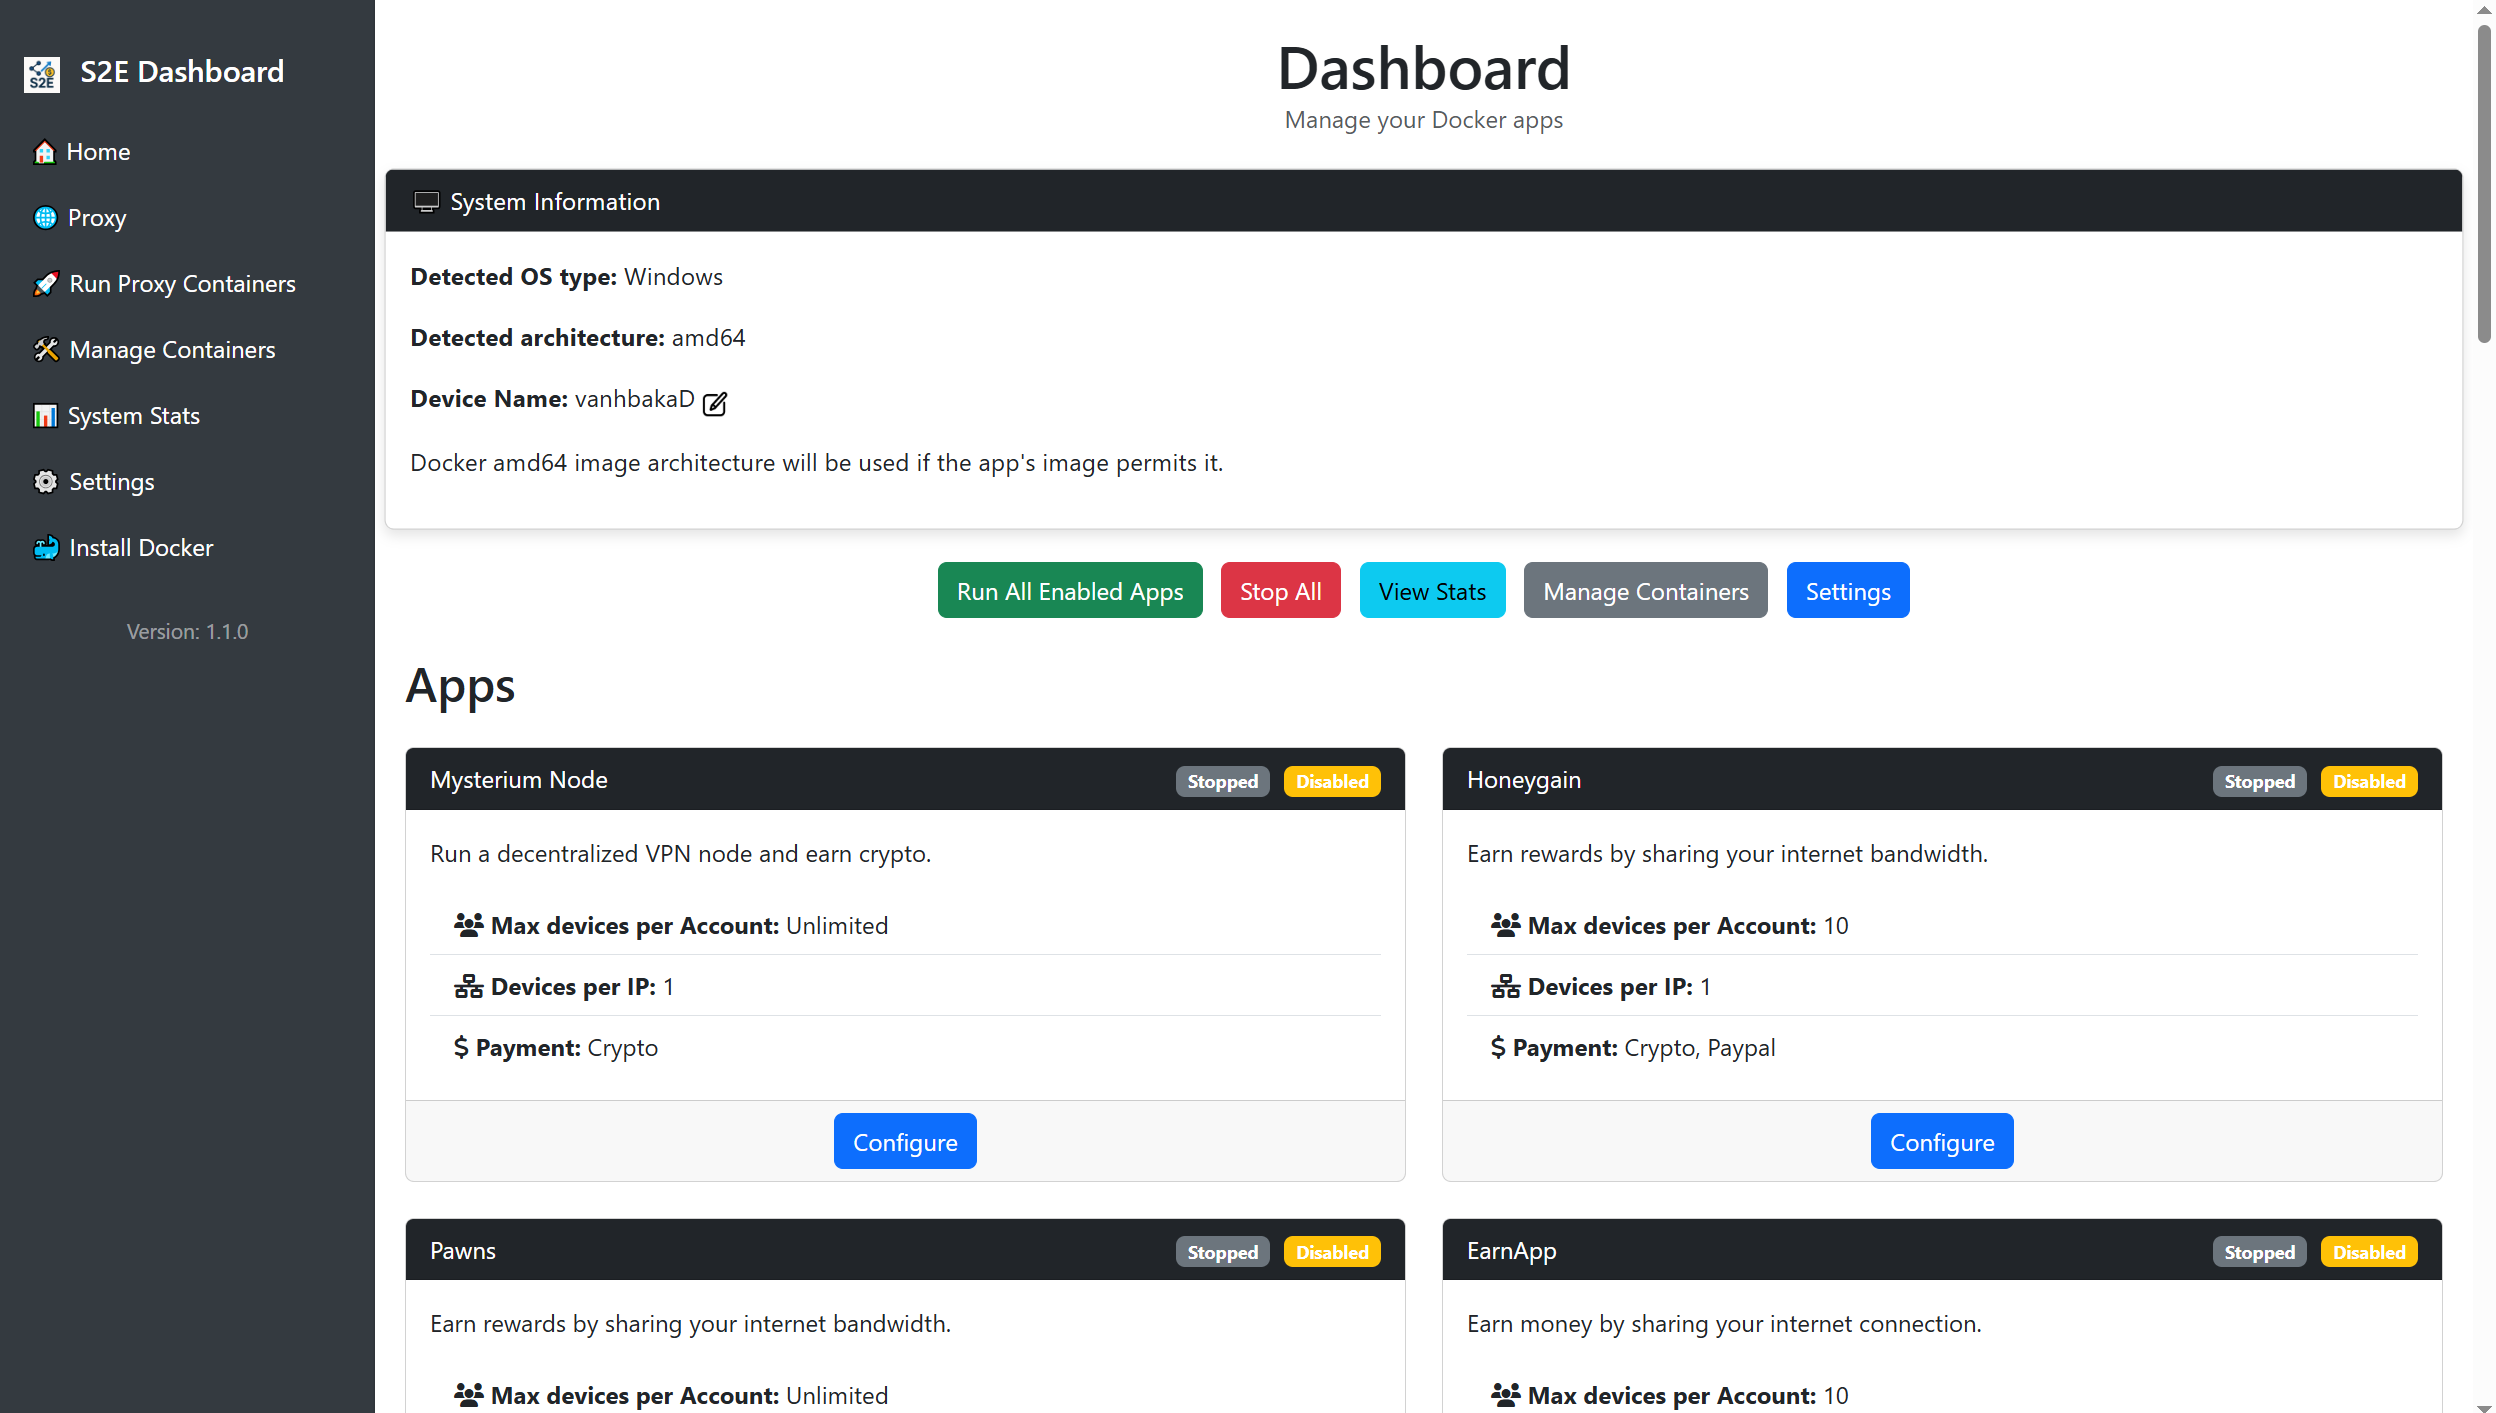 S2E
S2E Dashboard
Home
Proxy
Run Proxy Containers
Manage Containers
System Stats
Settings
Install Docker
Version: 1.1.0
Dashboard
Manage your Docker apps
System Information
Detected OS type: Windows
Detected architecture: amd64
Device Name: vanhbakaD
Docker amd64 image architecture will be used if the app's image permits it.
Run All Enabled Apps Stop All View Stats Manage Containers Settings
Apps
Mysterium Node Stopped Disabled
Run a decentralized VPN node and earn crypto.
Max devices per Account: Unlimited
Devices per IP: 1
$ Payment: Crypto
Configure
Honeygain Stopped Disabled
Earn rewards by sharing your internet bandwidth.
Max devices per Account: 10
Devices per IP: 1
$ Payment: Crypto, Paypal
Configure
Pawns Stopped Disabled
Earn rewards by sharing your internet bandwidth.
Max devices per Account: Unlimited
EarnApp Stopped Disabled
Earn money by sharing your internet connection.
Max devices per Account: 10